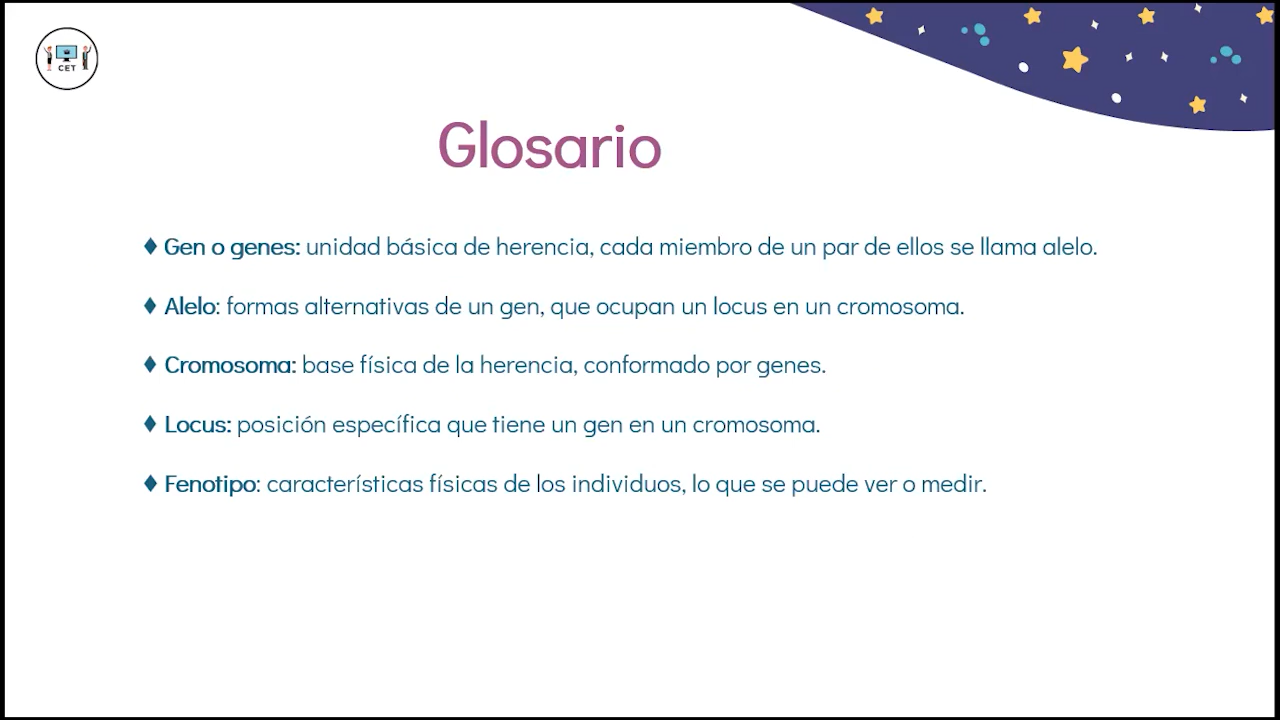 CET
Glosario
♦ Gen o genes: unidad básica de herencia, cada miembro de un par de ellos se llama alelo.
♦ Alelo: formas alternativas de un gen, que ocupan un locus en un cromosoma.
♦ Cromosoma: base física de la herencia, conformado por genes.
♦ Locus: posición específica que tiene un gen en un cromosoma.
♦ Fenotipo: características físicas de los individuos, lo que se puede ver o medir.